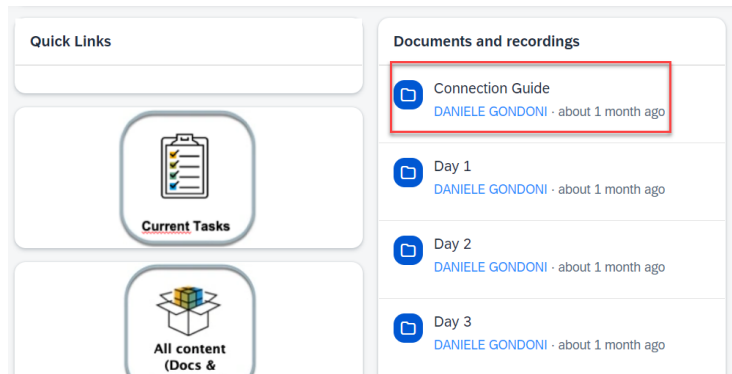 Quick Links
Current Tasks
All content
(Docs &
Documents and recordings
Connection Guide
DANIELE GONDONI · about 1 month ago
Day 1
DANIELE GONDONI · about 1 month ago
Day 2
DANIELE GONDONI · about 1 month ago
Day 3
DANIELE GONDONI · about 1 month ago